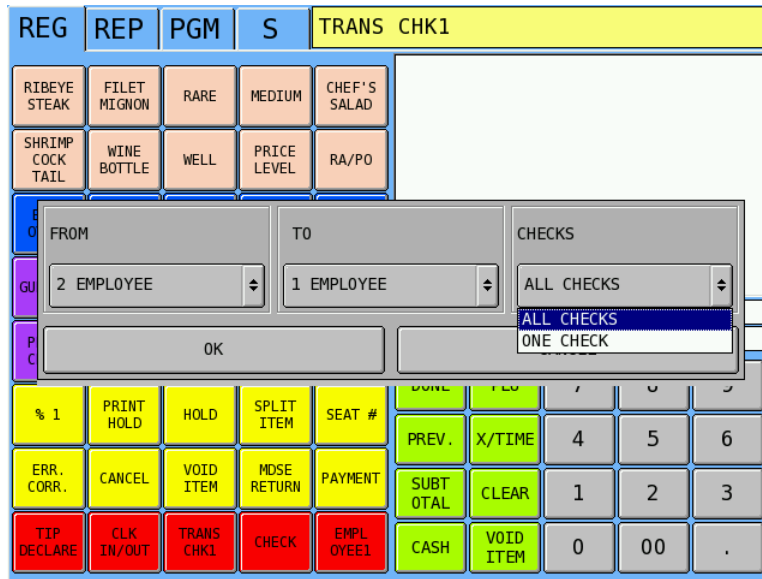 REG REP PGM S TRANS CHK1
RIBEYE STEAK
FILET MIGNON
RARE
MEDIUM
CHEF'S SALAD
SHRIMP COCK TAIL
WINE BOTTLE
WELL
PRICE LEVEL
RA/PO
FROM
TO
CHECKS
2 EMPLOYEE
1 EMPLOYEE
ALL CHECKS
ALL CHECKS
ONE CHECK
OK
% 1
PRINT HOLD
HOLD
SPLIT ITEM
SEAT #
PREV.
X/TIME
4
5
6
ERR. CORR.
CANCEL
VOID ITEM
MDSE RETURN
PAYMENT
SUBT OTAL
CLEAR
1
2
3
TIP DECLARE
CLK IN/OUT
TRANS CHK1
CHECK
EMPL OYEE1
CASH
VOID ITEM
0
00
.